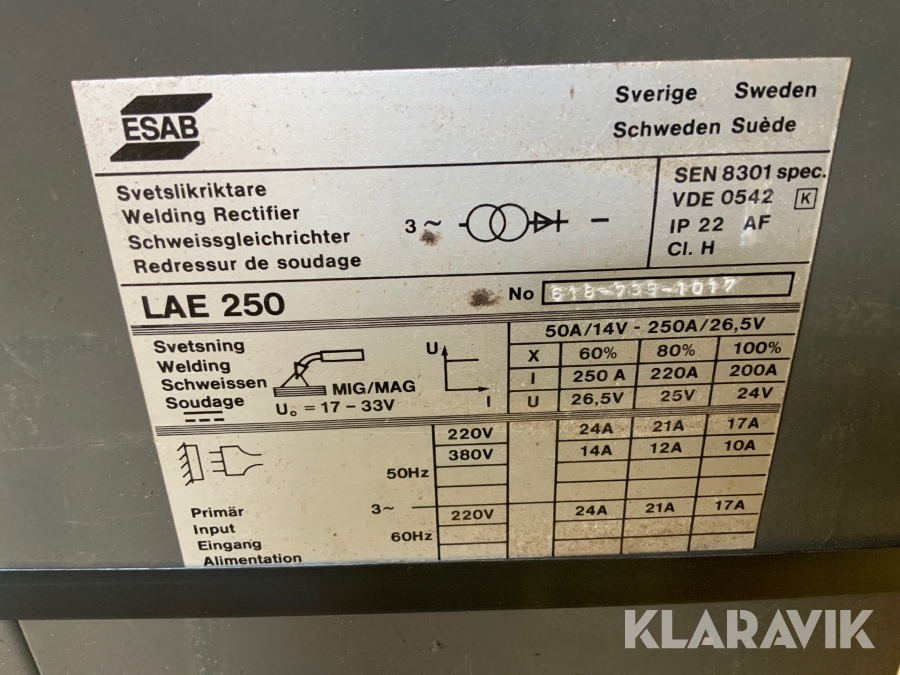 ESAB
Sverige Sweden
Schweden Suède
Svetslikriktare
Welding Rectifier
Schweissgleichrichter
Redressur de soudage
3 ~ –
SEN 8301 spec.
VDE 0542 K
IP 22 AF
Cl. H
LAE 250
No 618-739-1017
Svetsning
Welding
Schweissen
Soudage
MIG/MAG
U₀ = 17 – 33V
U
I
50A/14V - 250A/26,5V
X 60% 80% 100%
I 250 A 220A 200A
U 26,5V 25V 24V
220V 24A 21A 17A
380V 14A 12A 10A
50Hz
3~
220V 24A 21A 17A
60Hz
Primär
Input
Eingang
Alimentation
KLARAVIK